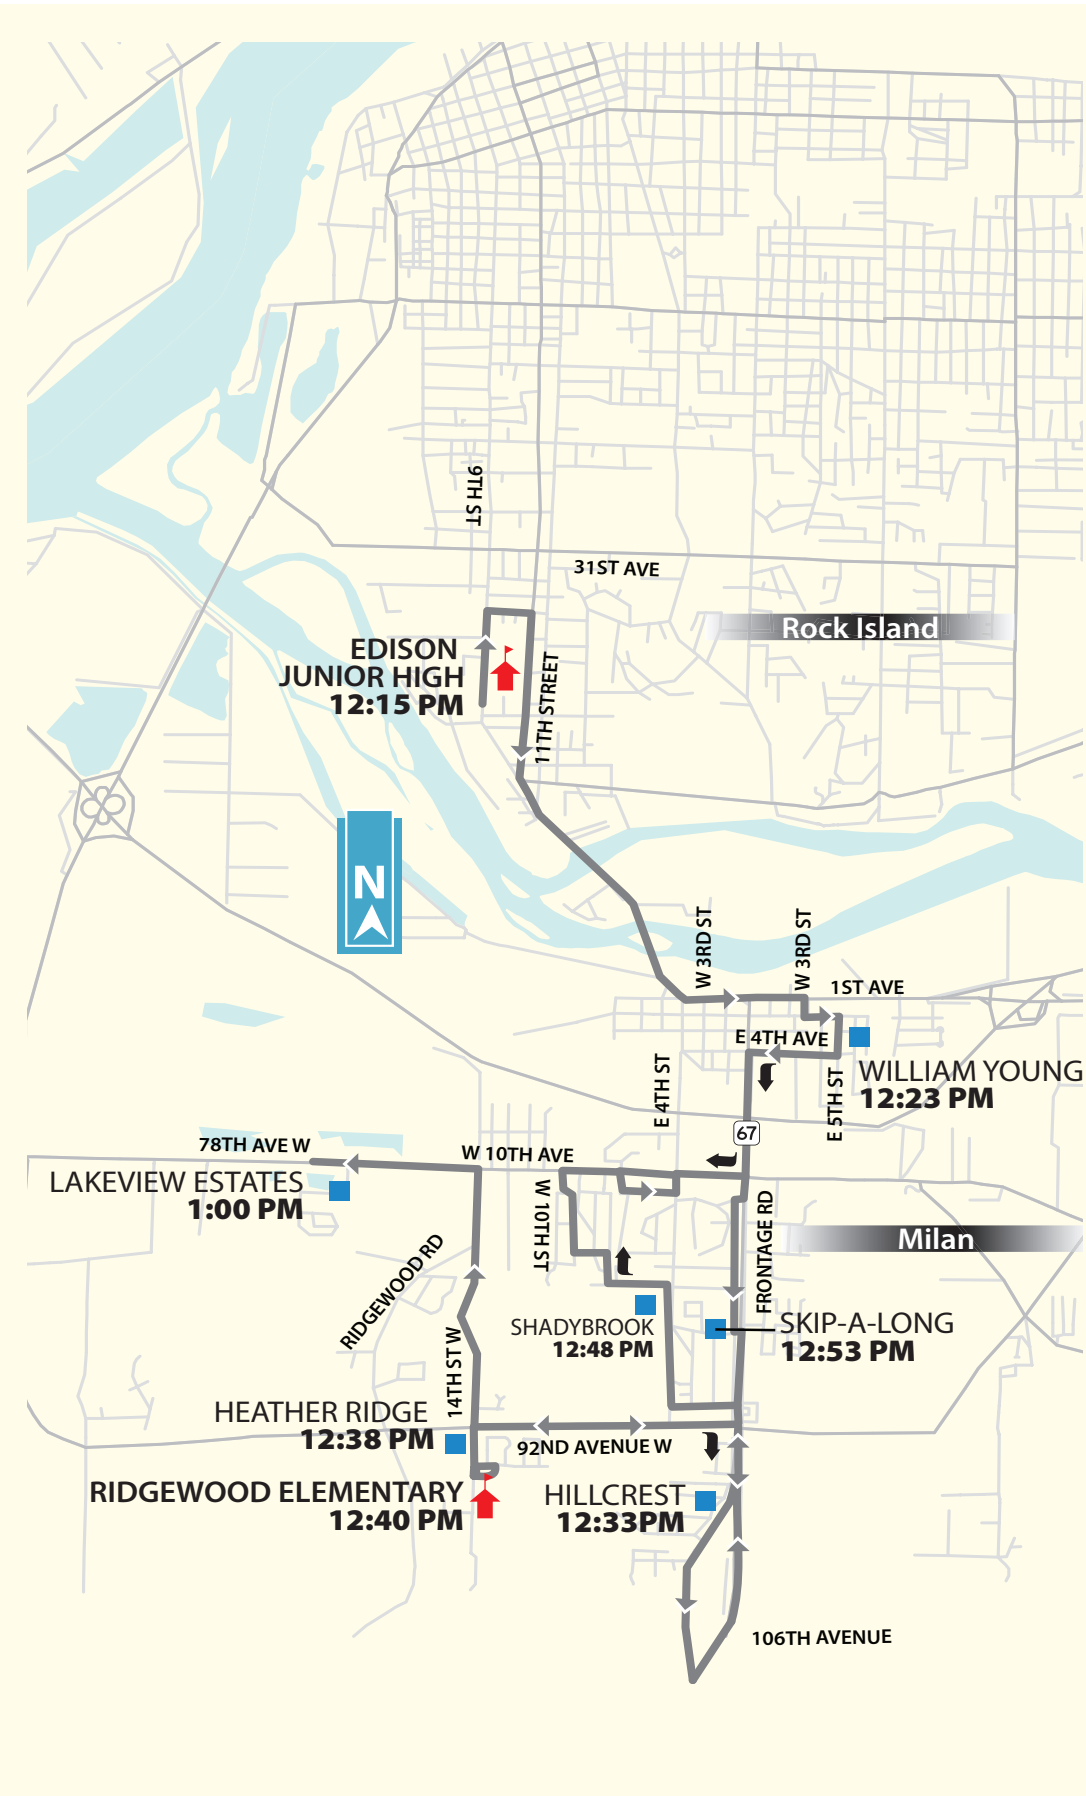 9TH ST
31ST AVE
Rock Island
EDISON
JUNIOR HIGH
12:15 PM
11TH STREET
N
W 3RD ST
W 3RD ST
1ST AVE
E 4TH AVE
WILLIAM YOUNG
12:23 PM
E 4TH ST
E 5TH ST
67
78TH AVE W
W 10TH AVE
LAKEVIEW ESTATES
1:00 PM
W 10TH ST
FRONTAGE RD
Milan
RIDGEWOOD RD
SHADYBROOK
12:48 PM
SKIP-A-LONG
12:53 PM
14TH ST W
HEATHER RIDGE
12:38 PM
92ND AVENUE W
RIDGEWOOD ELEMENTARY
12:40 PM
HILLCREST
12:33PM
106TH AVENUE